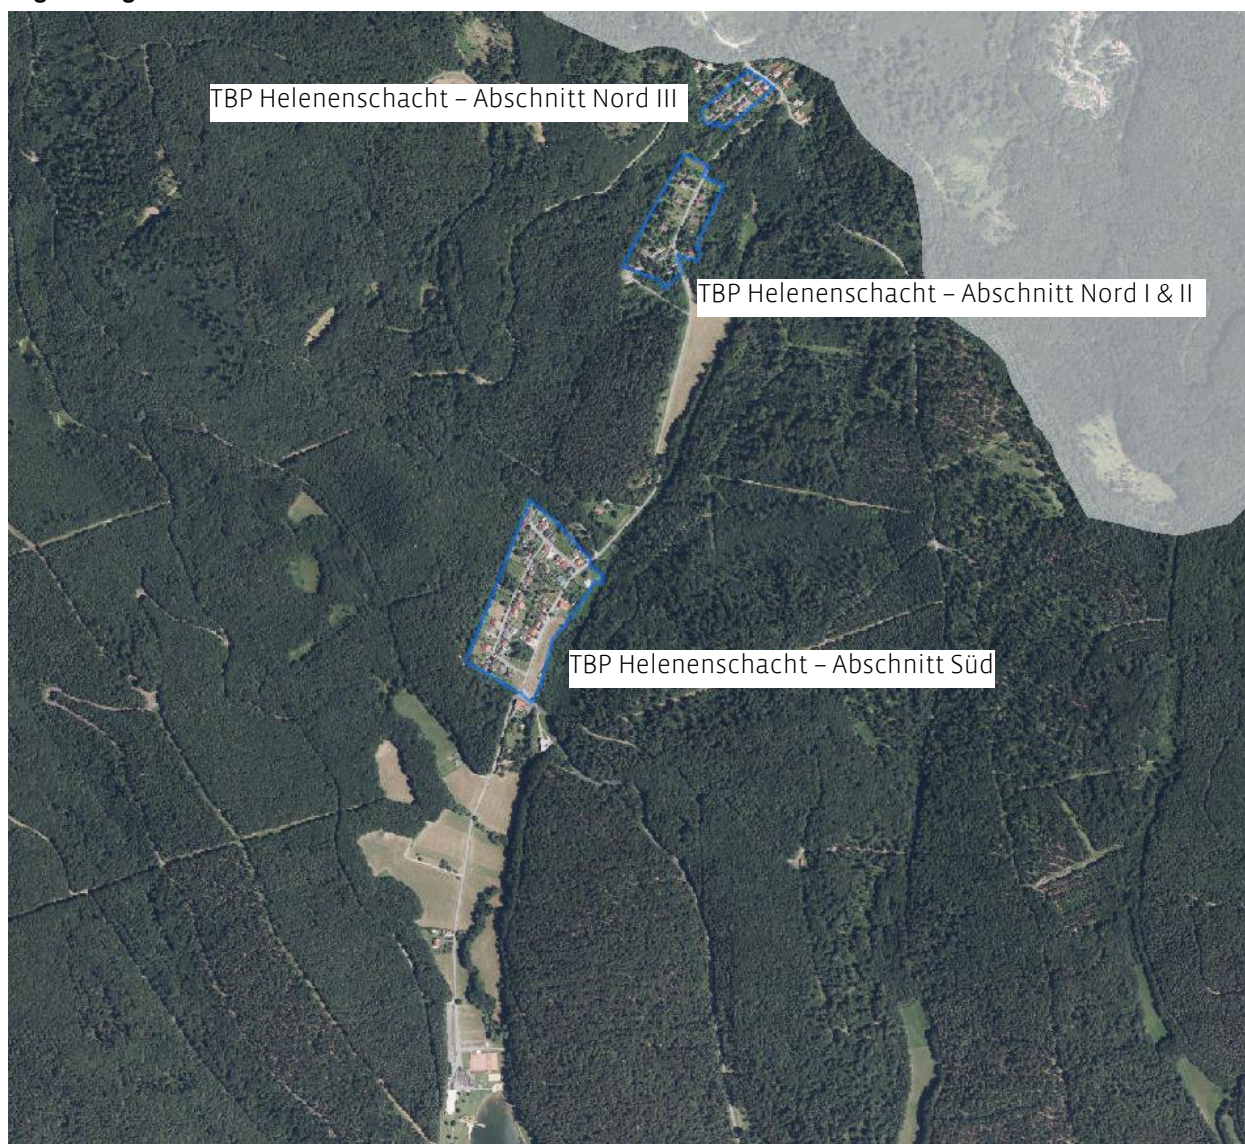 TBP Helenenschacht – Abschnitt Nord III
TBP Helenenschacht – Abschnitt Nord I & II
TBP Helenenschacht – Abschnitt Süd